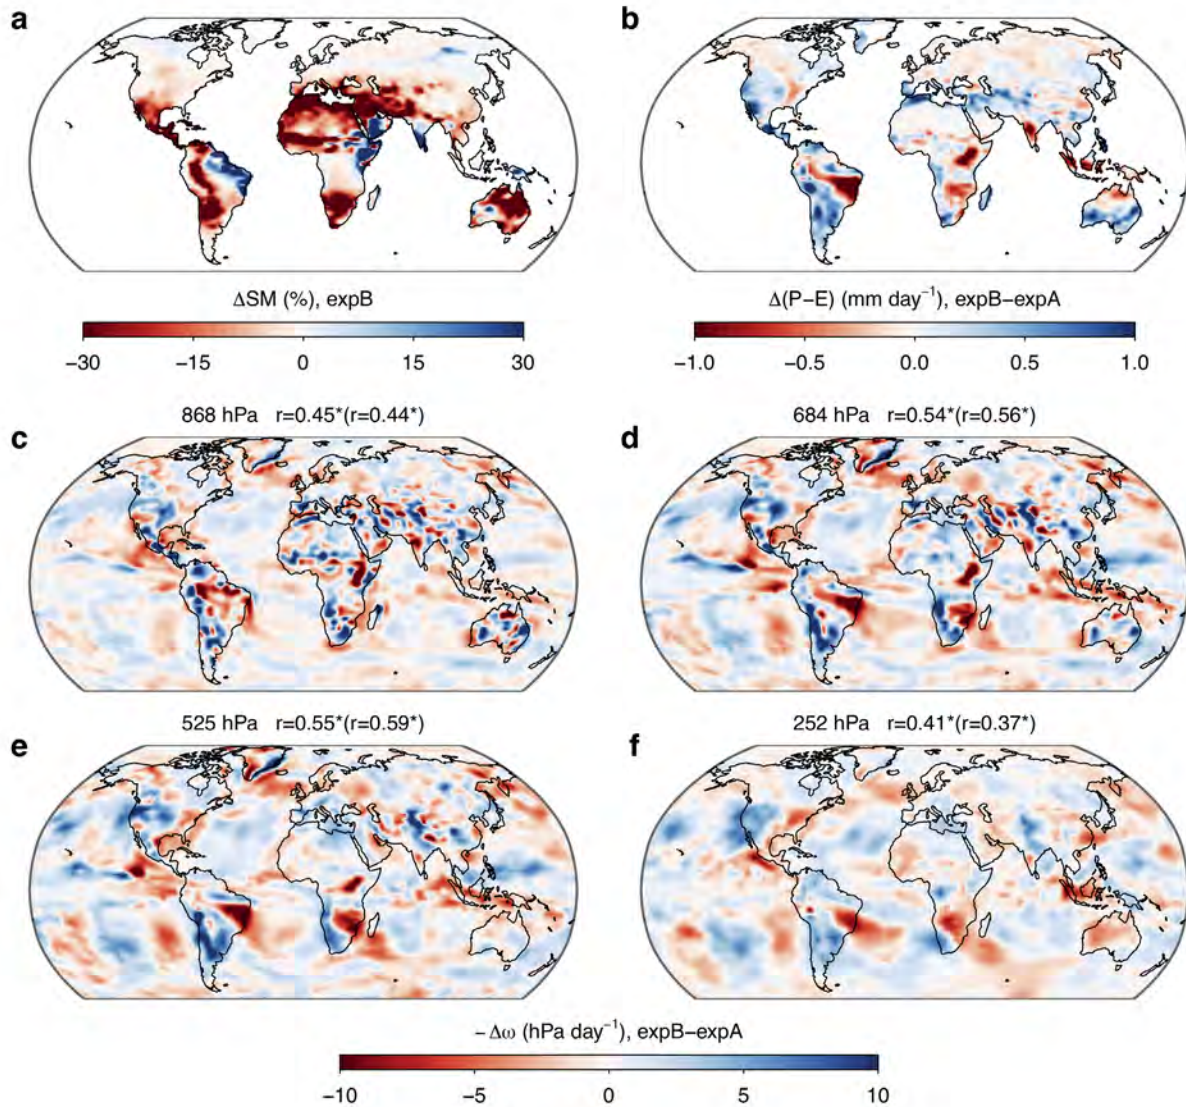 a
b
ΔSM (%), expB
−30 −15 0 15 30
Δ(P−E) (mm day⁻¹), expB−expA
−1.0 −0.5 0.0 0.5 1.0
868 hPa r=0.45*(r=0.44*)
684 hPa r=0.54*(r=0.56*)
c
d
525 hPa r=0.55*(r=0.59*)
252 hPa r=0.41*(r=0.37*)
e
f
−Δω (hPa day⁻¹), expB−expA
−10 −5 0 5 10